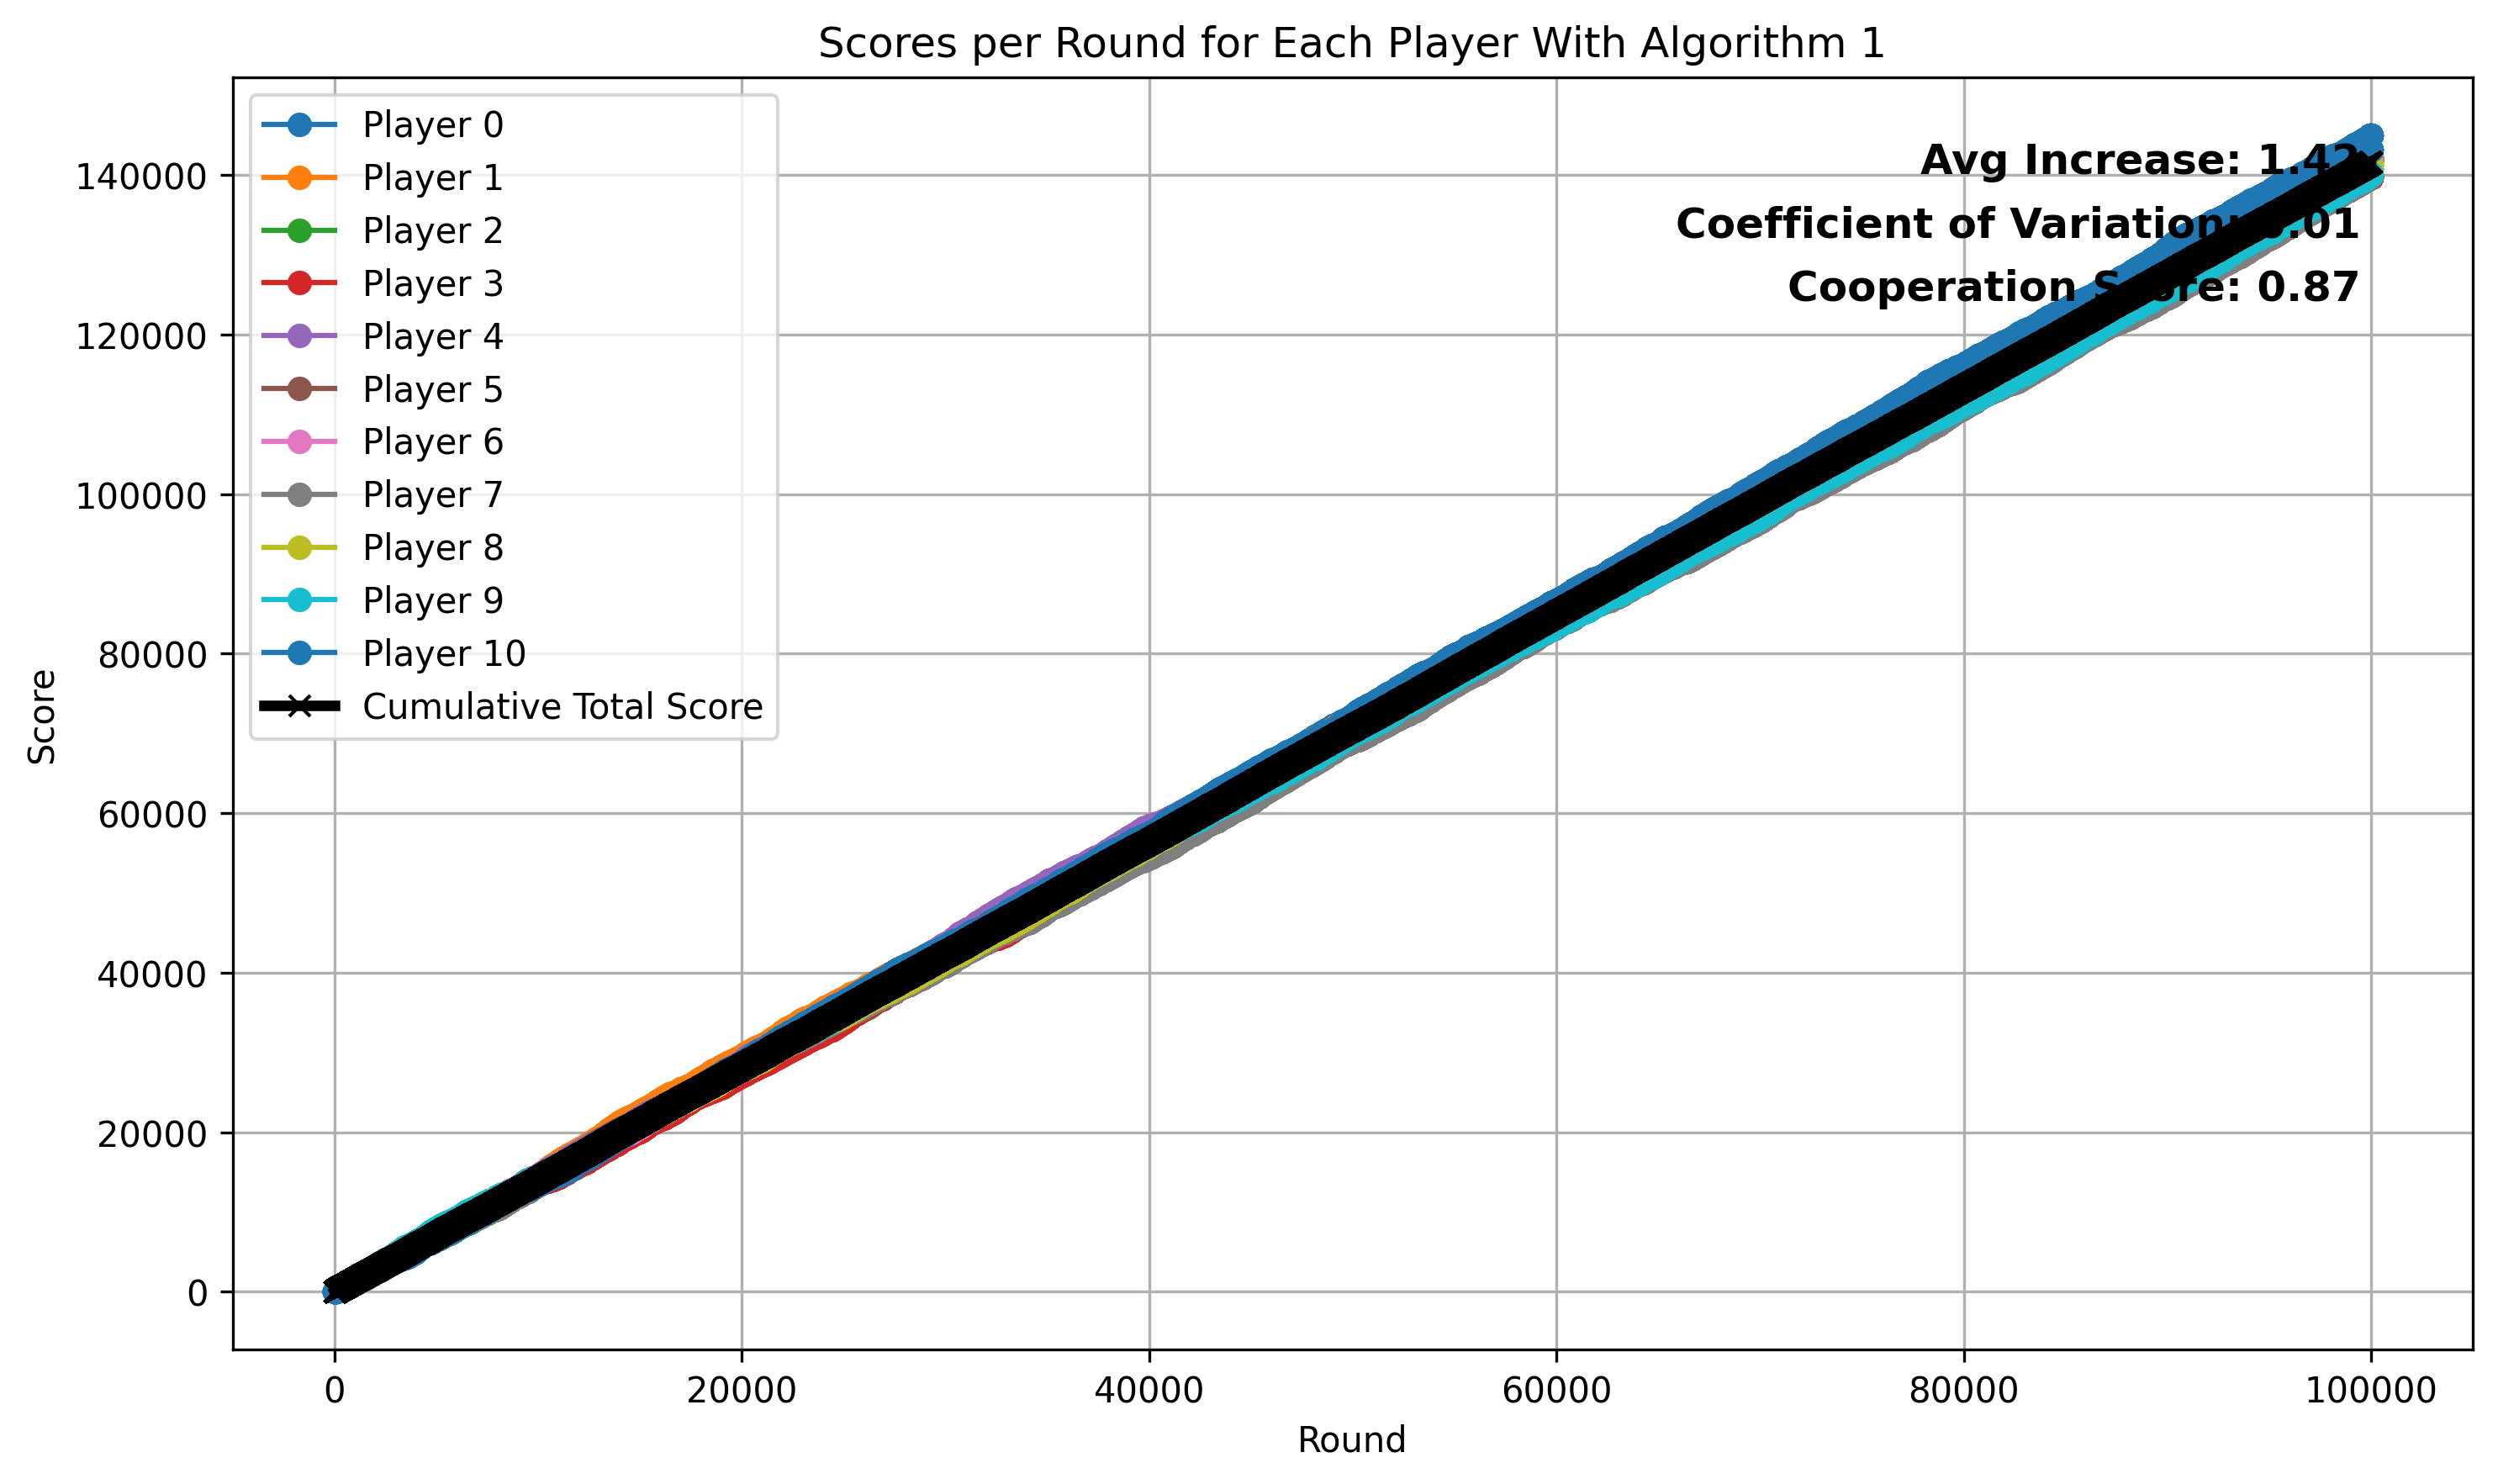 Scores per Round for Each Player With Algorithm 1
Player 0
Player 1
Player 2
Player 3
Player 4
Player 5
Player 6
Player 7
Player 8
Player 9
Player 10
Cumulative Total Score
Avg Increase: 1.42
Coefficient of Variation: 0.01
Cooperation Score: 0.87
Score
140000
120000
100000
80000
60000
40000
20000
0
0 20000 40000 60000 80000 100000
Round